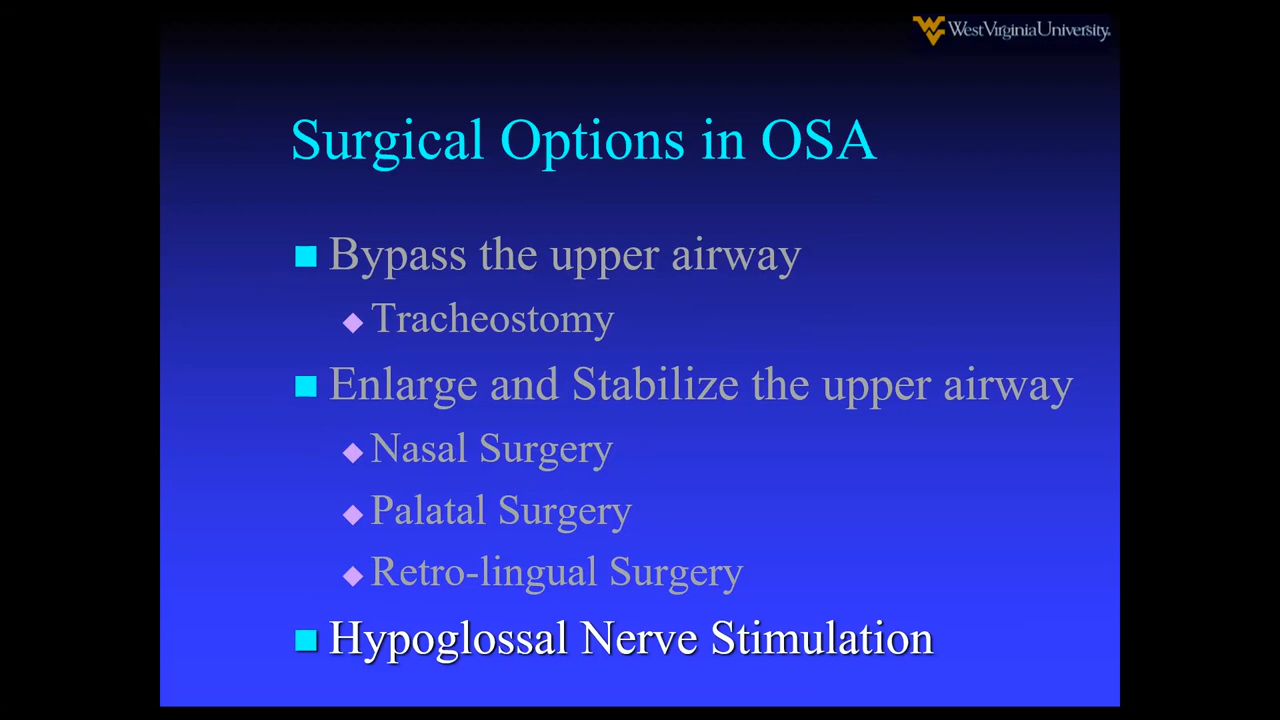 WestVirginiaUniversity.
Surgical Options in OSA
Bypass the upper airway
Tracheostomy
Enlarge and Stabilize the upper airway
Nasal Surgery
Palatal Surgery
Retro-lingual Surgery
Hypoglossal Nerve Stimulation